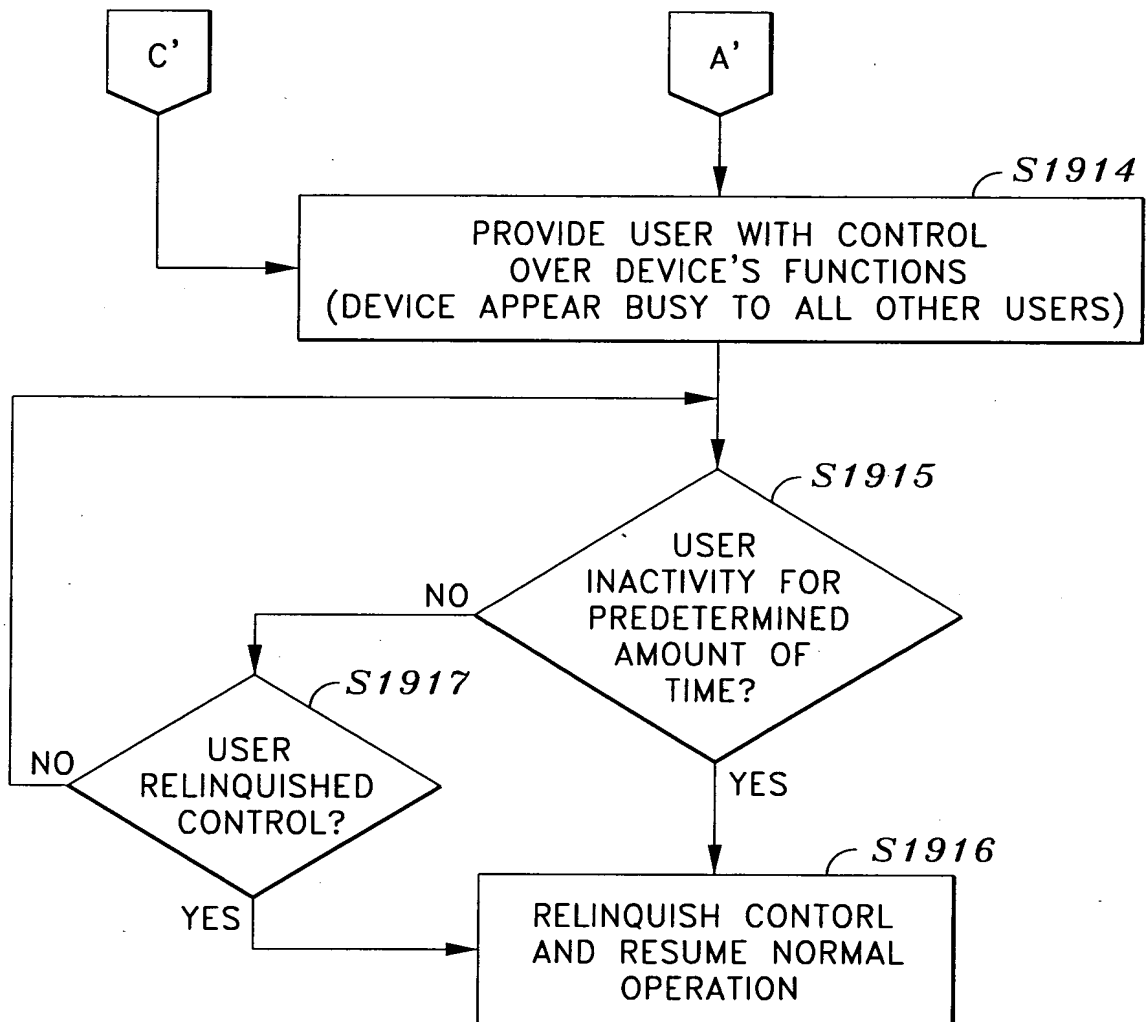 C'
A'
S1914
PROVIDE USER WITH CONTROL
OVER DEVICE'S FUNCTIONS
(DEVICE APPEAR BUSY TO ALL OTHER USERS)
S1915
USER
INACTIVITY FOR
PREDETERMINED
AMOUNT OF
TIME?
NO
YES
S1917
USER
RELINQUISHED
CONTROL?
NO
YES
S1916
RELINQUISH CONTORL
AND RESUME NORMAL
OPERATION